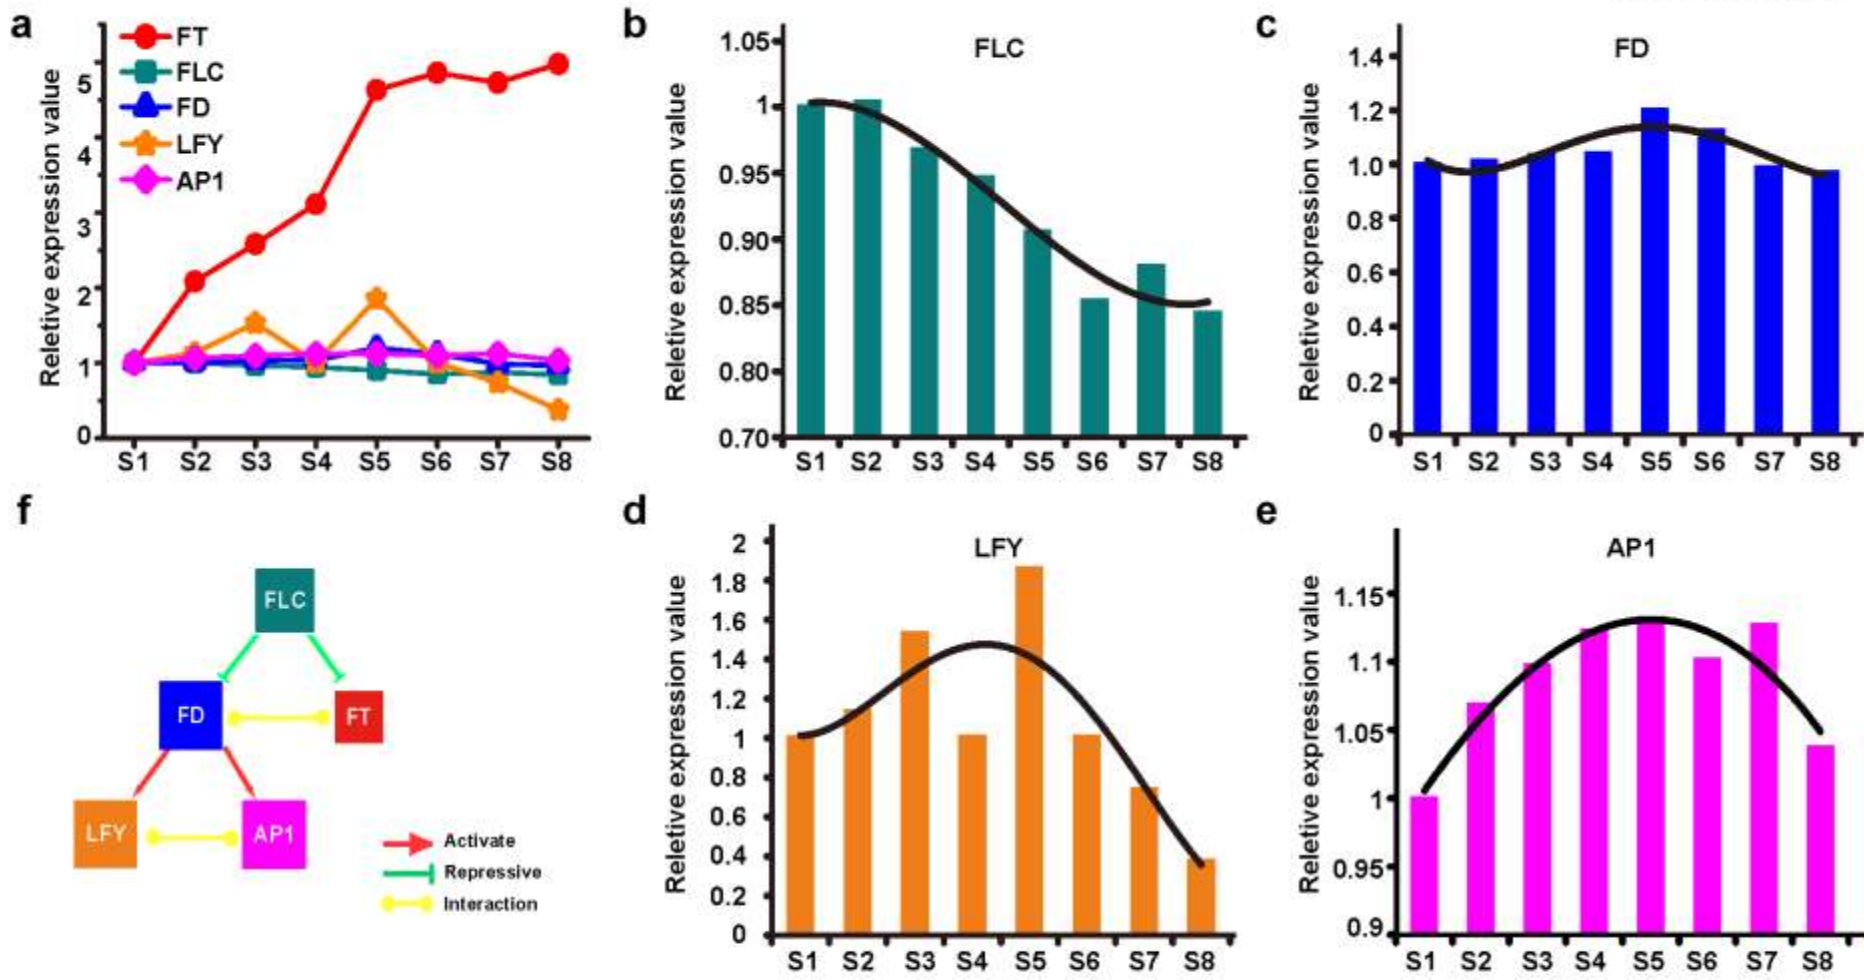 a
FT
FLC
FD
LFY
AP1
Reletive expression value
5
4
3
2
1
0
S1 S2 S3 S4 S5 S6 S7 S8
b
FLC
Reletive expression value
1.05
1
0.95
0.90
0.85
0.80
0.70
S1 S2 S3 S4 S5 S6 S7 S8
c
FD
Reletive expression value
1.4
1.2
1.0
0.8
0.6
0.4
0.2
0
S1 S2 S3 S4 S5 S6 S7 S8
f
FLC
FD
FT
LFY
AP1
Activate
Repressive
Interaction
d
LFY
Reletive expression value
2
1.8
1.6
1.4
1.2
1
0.8
0.6
0.4
0.2
0
S1 S2 S3 S4 S5 S6 S7 S8
e
AP1
Reletive expression value
1.15
1.1
1.05
1
0.95
0.9
S1 S2 S3 S4 S5 S6 S7 S8